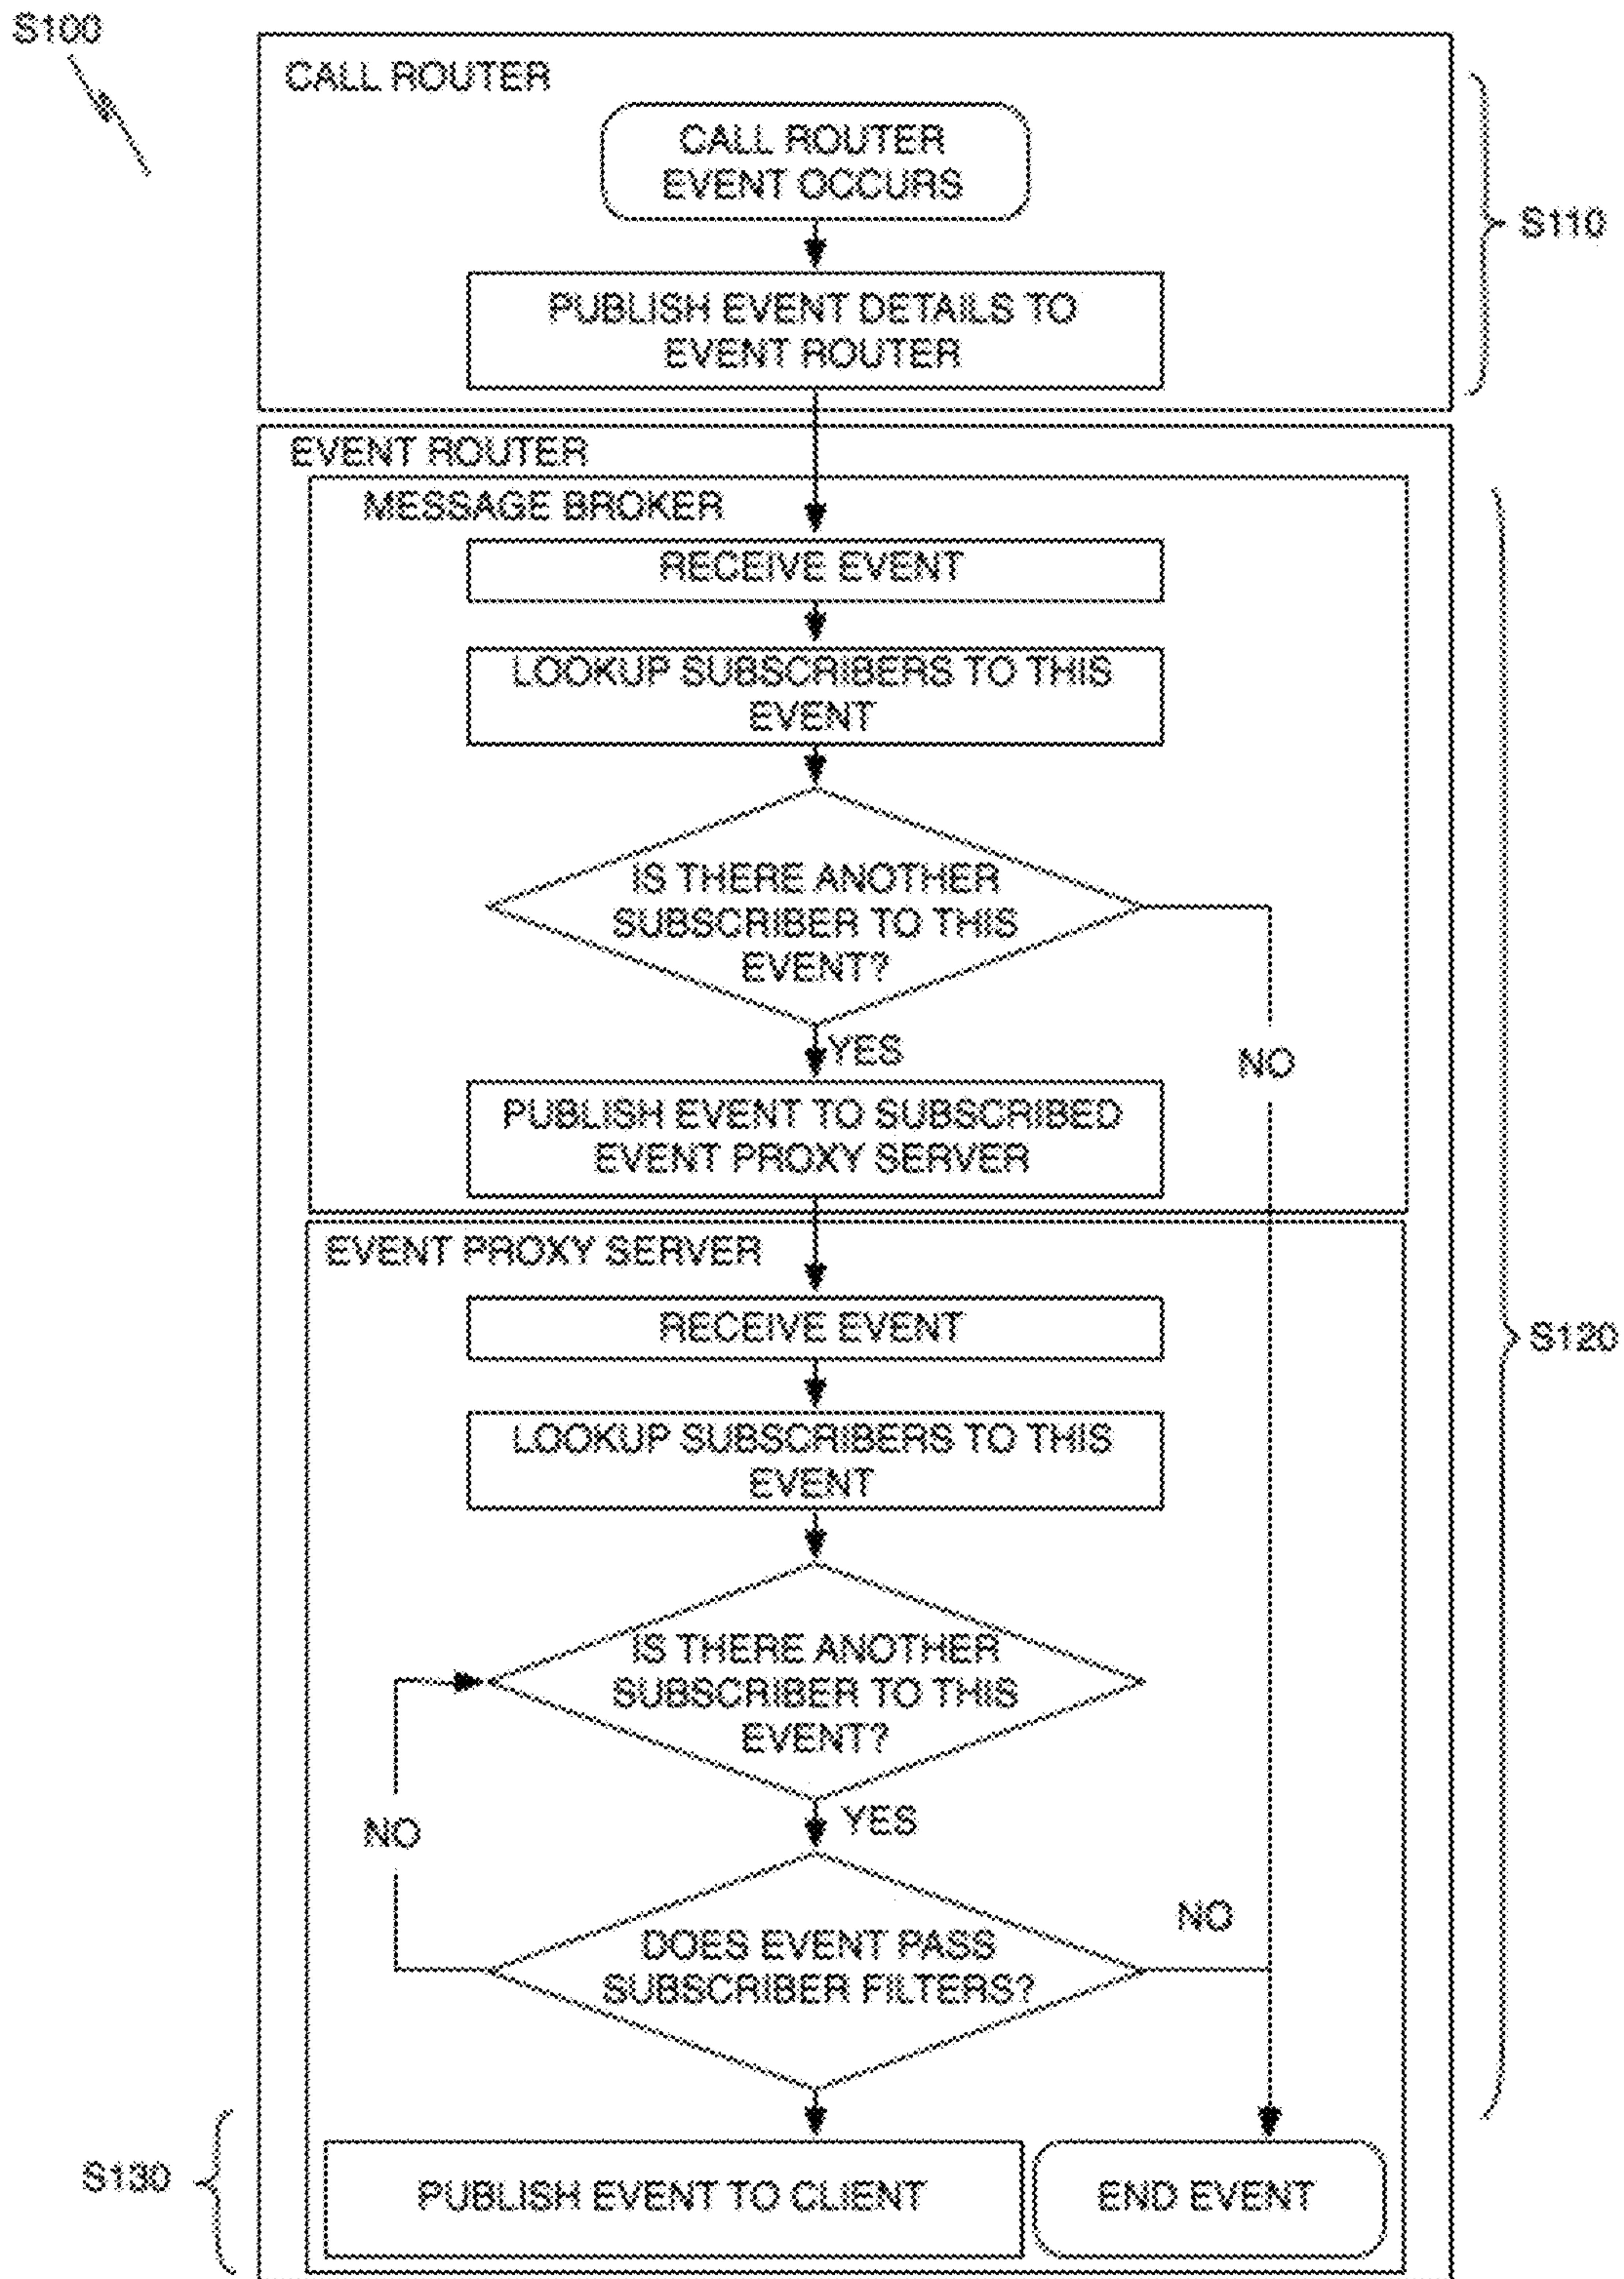 S100
CALL ROUTER
CALL ROUTER
EVENT OCCURS
S110
PUBLISH EVENT DETAILS TO
EVENT ROUTER
EVENT ROUTER
MESSAGE BROKER
RECEIVE EVENT
LOOKUP SUBSCRIBERS TO THIS
EVENT
IS THERE ANOTHER
SUBSCRIBER TO THIS
EVENT?
YES
NO
PUBLISH EVENT TO SUBSCRIBED
EVENT PROXY SERVER
EVENT PROXY SERVER
RECEIVE EVENT
S120
LOOKUP SUBSCRIBERS TO THIS
EVENT
IS THERE ANOTHER
SUBSCRIBER TO THIS
EVENT?
YES
NO
NO
DOES EVENT PASS
SUBSCRIBER FILTERS?
S130
PUBLISH EVENT TO CLIENT
END EVENT